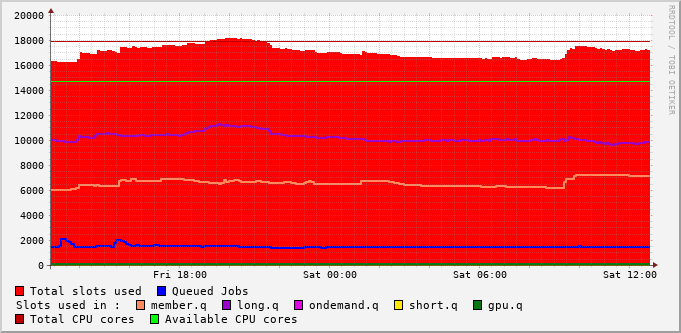 20000
18000
16000
14000
12000
10000
8000
6000
4000
2000
0
Fri 18:00 Sat 00:00 Sat 06:00 Sat 12:00
RRDTOOL / TOBI OETIKER
Total slots used Queued Jobs
Slots used in : member.q long.q ondemand.q short.q gpu.q
Total CPU cores Available CPU cores